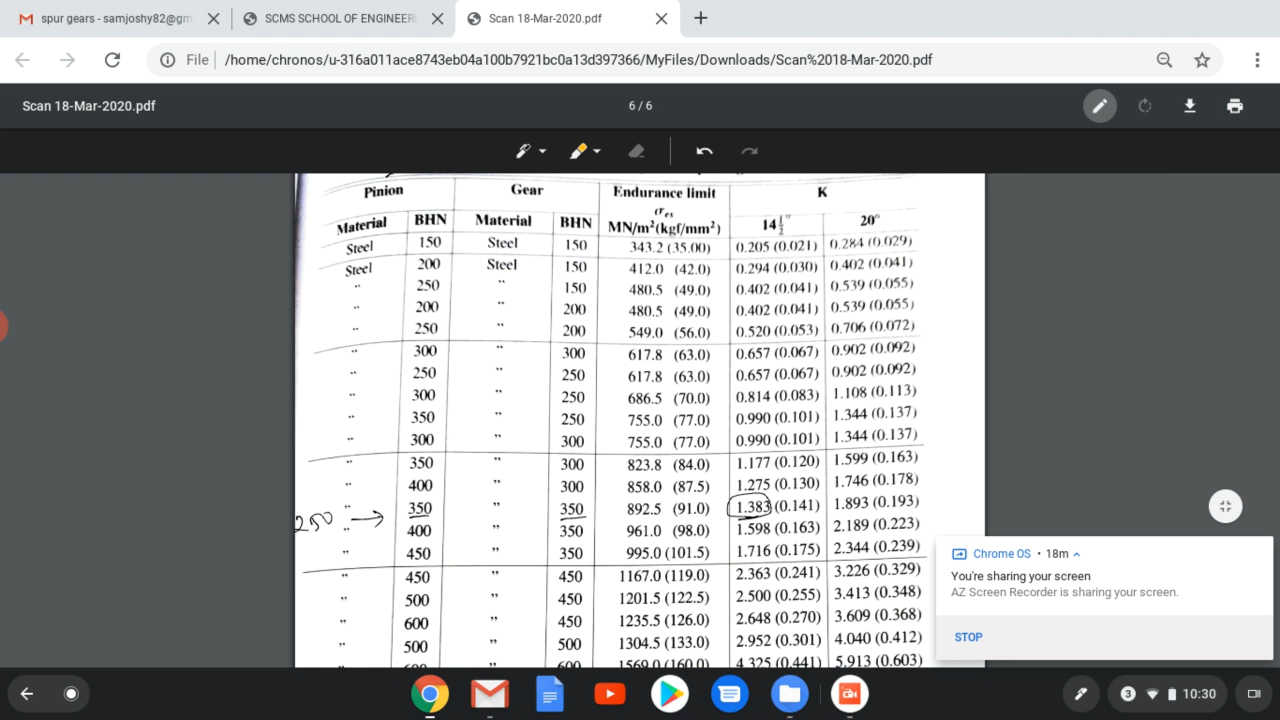 spur gears - samjoshy82@gm
SCMS SCHOOL OF ENGINEER
Scan 18-Mar-2020.pdf
File
/home/chronos/u-316a011ace8743eb04a100b7921bc0a13d397366/MyFiles/Downloads/Scan%2018-Mar-2020.pdf
Scan 18-Mar-2020.pdf
6 / 6
Pinion Gear Endurance limit K
Material BHN Material BHN σes MN/m²(kgf/mm²) 14½° 20°
Steel 150 Steel 150 343.2 (35.00) 0.205 (0.021) 0.284 (0.029)
Steel 200 Steel 150 412.0 (42.0) 0.294 (0.030) 0.402 (0.041)
" 250 " 150 480.5 (49.0) 0.402 (0.041) 0.539 (0.055)
" 200 " 200 480.5 (49.0) 0.402 (0.041) 0.539 (0.055)
" 250 " 200 549.0 (56.0) 0.520 (0.053) 0.706 (0.072)
" 300 " 300 617.8 (63.0) 0.657 (0.067) 0.902 (0.092)
" 250 " 250 617.8 (63.0) 0.657 (0.067) 0.902 (0.092)
" 300 " 250 686.5 (70.0) 0.814 (0.083) 1.108 (0.113)
" 350 " 250 755.0 (77.0) 0.990 (0.101) 1.344 (0.137)
" 300 " 300 755.0 (77.0) 0.990 (0.101) 1.344 (0.137)
" 350 " 300 823.8 (84.0) 1.177 (0.120) 1.599 (0.163)
" 400 " 300 858.0 (87.5) 1.275 (0.130) 1.746 (0.178)
250 " → 350 " 350 892.5 (91.0) 1.383 (0.141) 1.893 (0.193)
" 400 " 350 961.0 (98.0) 1.598 (0.163) 2.189 (0.223)
" 450 " 350 995.0 (101.5) 1.716 (0.175) 2.344 (0.239)
" 450 " 450 1167.0 (119.0) 2.363 (0.241) 3.226 (0.329)
" 500 " 450 1201.5 (122.5) 2.500 (0.255) 3.413 (0.348)
" 600 " 450 1235.5 (126.0) 2.648 (0.270) 3.609 (0.368)
" 500 " 500 1304.5 (133.0) 2.952 (0.301) 4.040 (0.412)
" 600 " 600 1569.0 (160.0) 4.325 (0.441) 5.913 (0.603)
Chrome OS • 18m
You're sharing your screen
AZ Screen Recorder is sharing your screen.
STOP
3
10:30